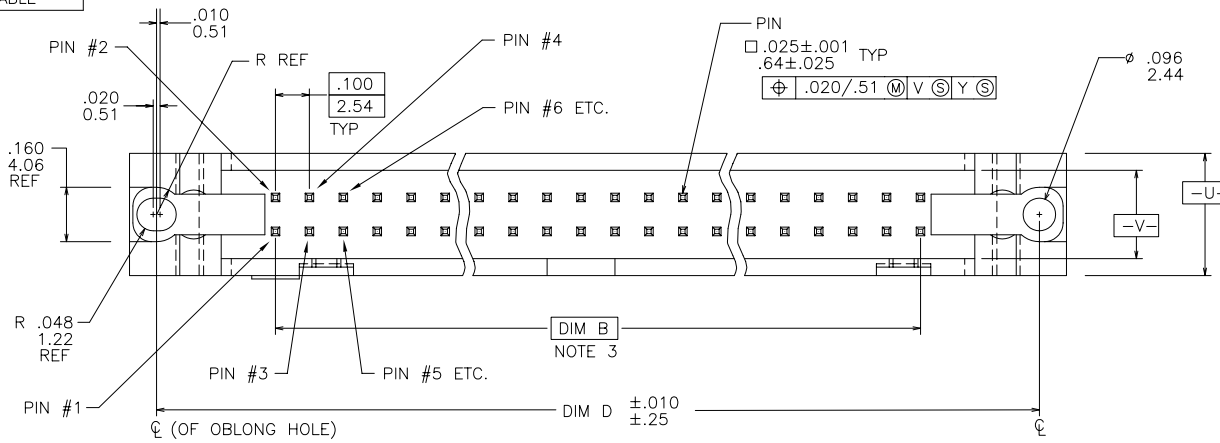 ABLE
.010
0.51
PIN #2
R REF
.020
0.51
.100
2.54
TYP
PIN #4
PIN #6 ETC.
PIN
□ .025±.001 TYP
.64±.025
⌖ .020/.51 Ⓜ V Ⓢ Y Ⓢ
ø .096
2.44
.160
4.06
REF
-U-
-V-
R .048
1.22
REF
DIM B
NOTE 3
PIN #3
PIN #5 ETC.
PIN #1
DIM D ±.010
±.25
℄ (OF OBLONG HOLE)
℄